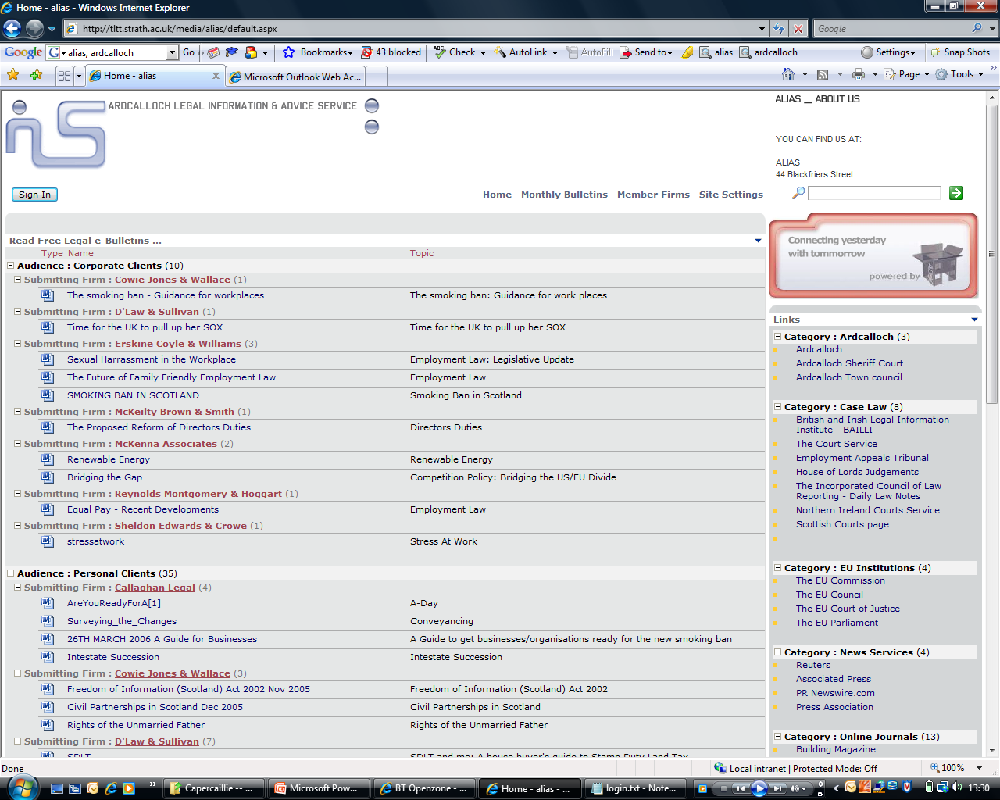 Home - alias - Windows Internet Explorer
http://tltt.strath.ac.uk/media/alias/default.aspx
Google
Google
alias, ardcalloch
Go
Bookmarks
43 blocked
Check
AutoLink
AutoFill
Send to
alias
ardcalloch
Settings
Snap Shots
Home - alias
Microsoft Outlook Web Ac...
Page
Tools
ARDCALLOCH LEGAL INFORMATION & ADVICE SERVICE
ALIAS _ ABOUT US
YOU CAN FIND US AT:
ALIAS
44 Blackfriers Street
Sign In
Home Monthly Bulletins Member Firms Site Settings
Read Free Legal e-Bulletins ...
Type Name Topic
Audience : Corporate Clients (10)
Submitting Firm : Cowie Jones & Wallace (1)
The smoking ban - Guidance for workplaces The smoking ban: Guidance for work places
Submitting Firm : D'Law & Sullivan (1)
Time for the UK to pull up her SOX Time for the UK to pull up her SOX
Submitting Firm : Erskine Coyle & Williams (3)
Sexual Harrassment in the Workplace Employment Law: Legislative Update
The Future of Family Friendly Employment Law Employment Law
SMOKING BAN IN SCOTLAND Smoking Ban in Scotland
Submitting Firm : McKeilty Brown & Smith (1)
The Proposed Reform of Directors Duties Directors Duties
Submitting Firm : McKenna Associates (2)
Renewable Energy Renewable Energy
Bridging the Gap Competition Policy: Bridging the US/EU Divide
Submitting Firm : Reynolds Montgomery & Hoggart (1)
Equal Pay - Recent Developments Employment Law
Submitting Firm : Sheldon Edwards & Crowe (1)
stressatwork Stress At Work
Audience : Personal Clients (35)
Submitting Firm : Callaghan Legal (4)
AreYouReadyForA[1] A-Day
Surveying_the_Changes Conveyancing
26TH MARCH 2006 A Guide for Businesses A Guide to get businesses/organisations ready for the new smoking ban
Intestate Succession Intestate Succession
Submitting Firm : Cowie Jones & Wallace (3)
Freedom of Information (Scotland) Act 2002 Nov 2005 Freedom of Information (Scotland) Act 2002
Civil Partnerships in Scotland Dec 2005 Civil Partnerships in Scotland
Rights of the Unmarried Father Rights of the Unmarried Father
Submitting Firm : D'Law & Sullivan (7)
SDLT SDLT and me: A house buyer's guide to Stamp Duty Land Tax
Connecting yesterday
with tommorrow
powered by
Links
Category : Ardcalloch (3)
Ardcalloch
Ardcalloch Sheriff Court
Ardcalloch Town council
Category : Case Law (8)
British and Irish Legal Information
Institute - BAILLI
The Court Service
Employment Appeals Tribunal
House of Lords Judgements
The Incorporated Council of Law
Reporting - Daily Law Notes
Northern Ireland Courts Service
Scottish Courts page
Category : EU Institutions (4)
The EU Commission
The EU Council
The EU Court of Justice
The EU Parliament
Category : News Services (4)
Reuters
Associated Press
PR Newswire.com
Press Association
Category : Online Journals (13)
Building Magazine
Done
Local intranet | Protected Mode: Off
100%
Capercaillie -- ...
Microsoft Pow...
BT Openzone - ...
Home - alias - ...
login.txt - Note...
13:30